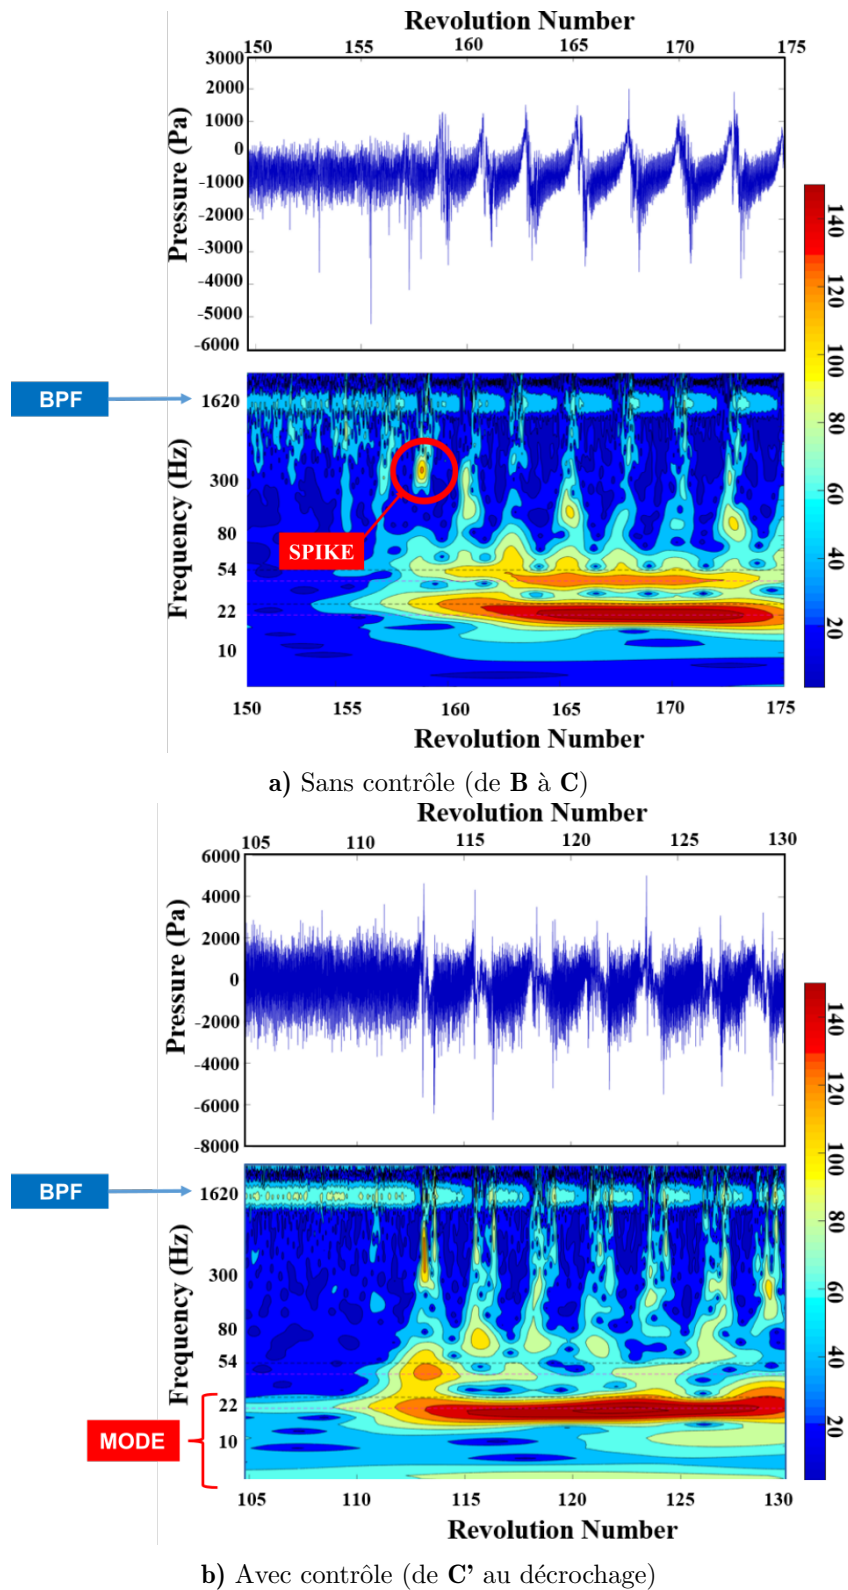 Revolution Number
150 155 160 165 170 175
3000
2000
1000
0
-1000
-2000
-3000
-4000
-5000
-6000
Pressure (Pa)
BPF
1620
300
80
54
22
10
Frequency (Hz)
SPIKE
140
120
100
80
60
40
20
150 155 160 165 170 175
Revolution Number
a) Sans contrôle (de B à C)
Revolution Number
105 110 115 120 125 130
6000
4000
2000
0
-2000
-4000
-6000
-8000
Pressure (Pa)
BPF
1620
300
80
54
22
10
Frequency (Hz)
MODE
140
120
100
80
60
40
20
105 110 115 120 125 130
Revolution Number
b) Avec contrôle (de C’ au décrochage)